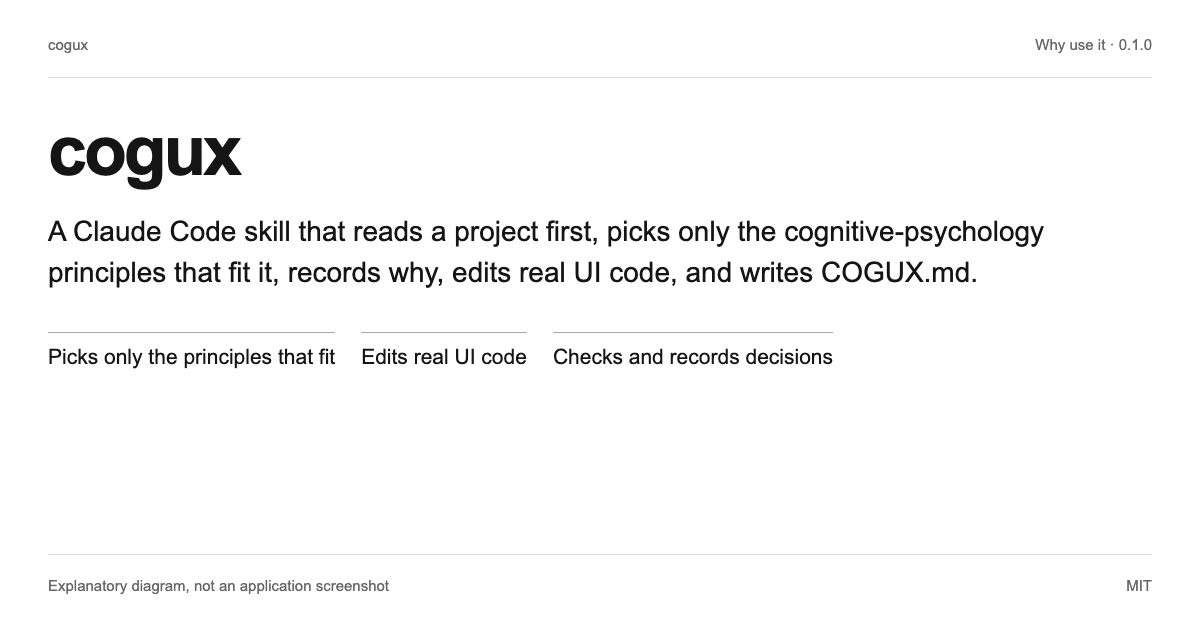 cogux
Why use it · 0.1.0
cogux
A Claude Code skill that reads a project first, picks only the cognitive-psychology
principles that fit it, records why, edits real UI code, and writes COGUX.md.
Picks only the principles that fit
Edits real UI code
Checks and records decisions
Explanatory diagram, not an application screenshot
MIT